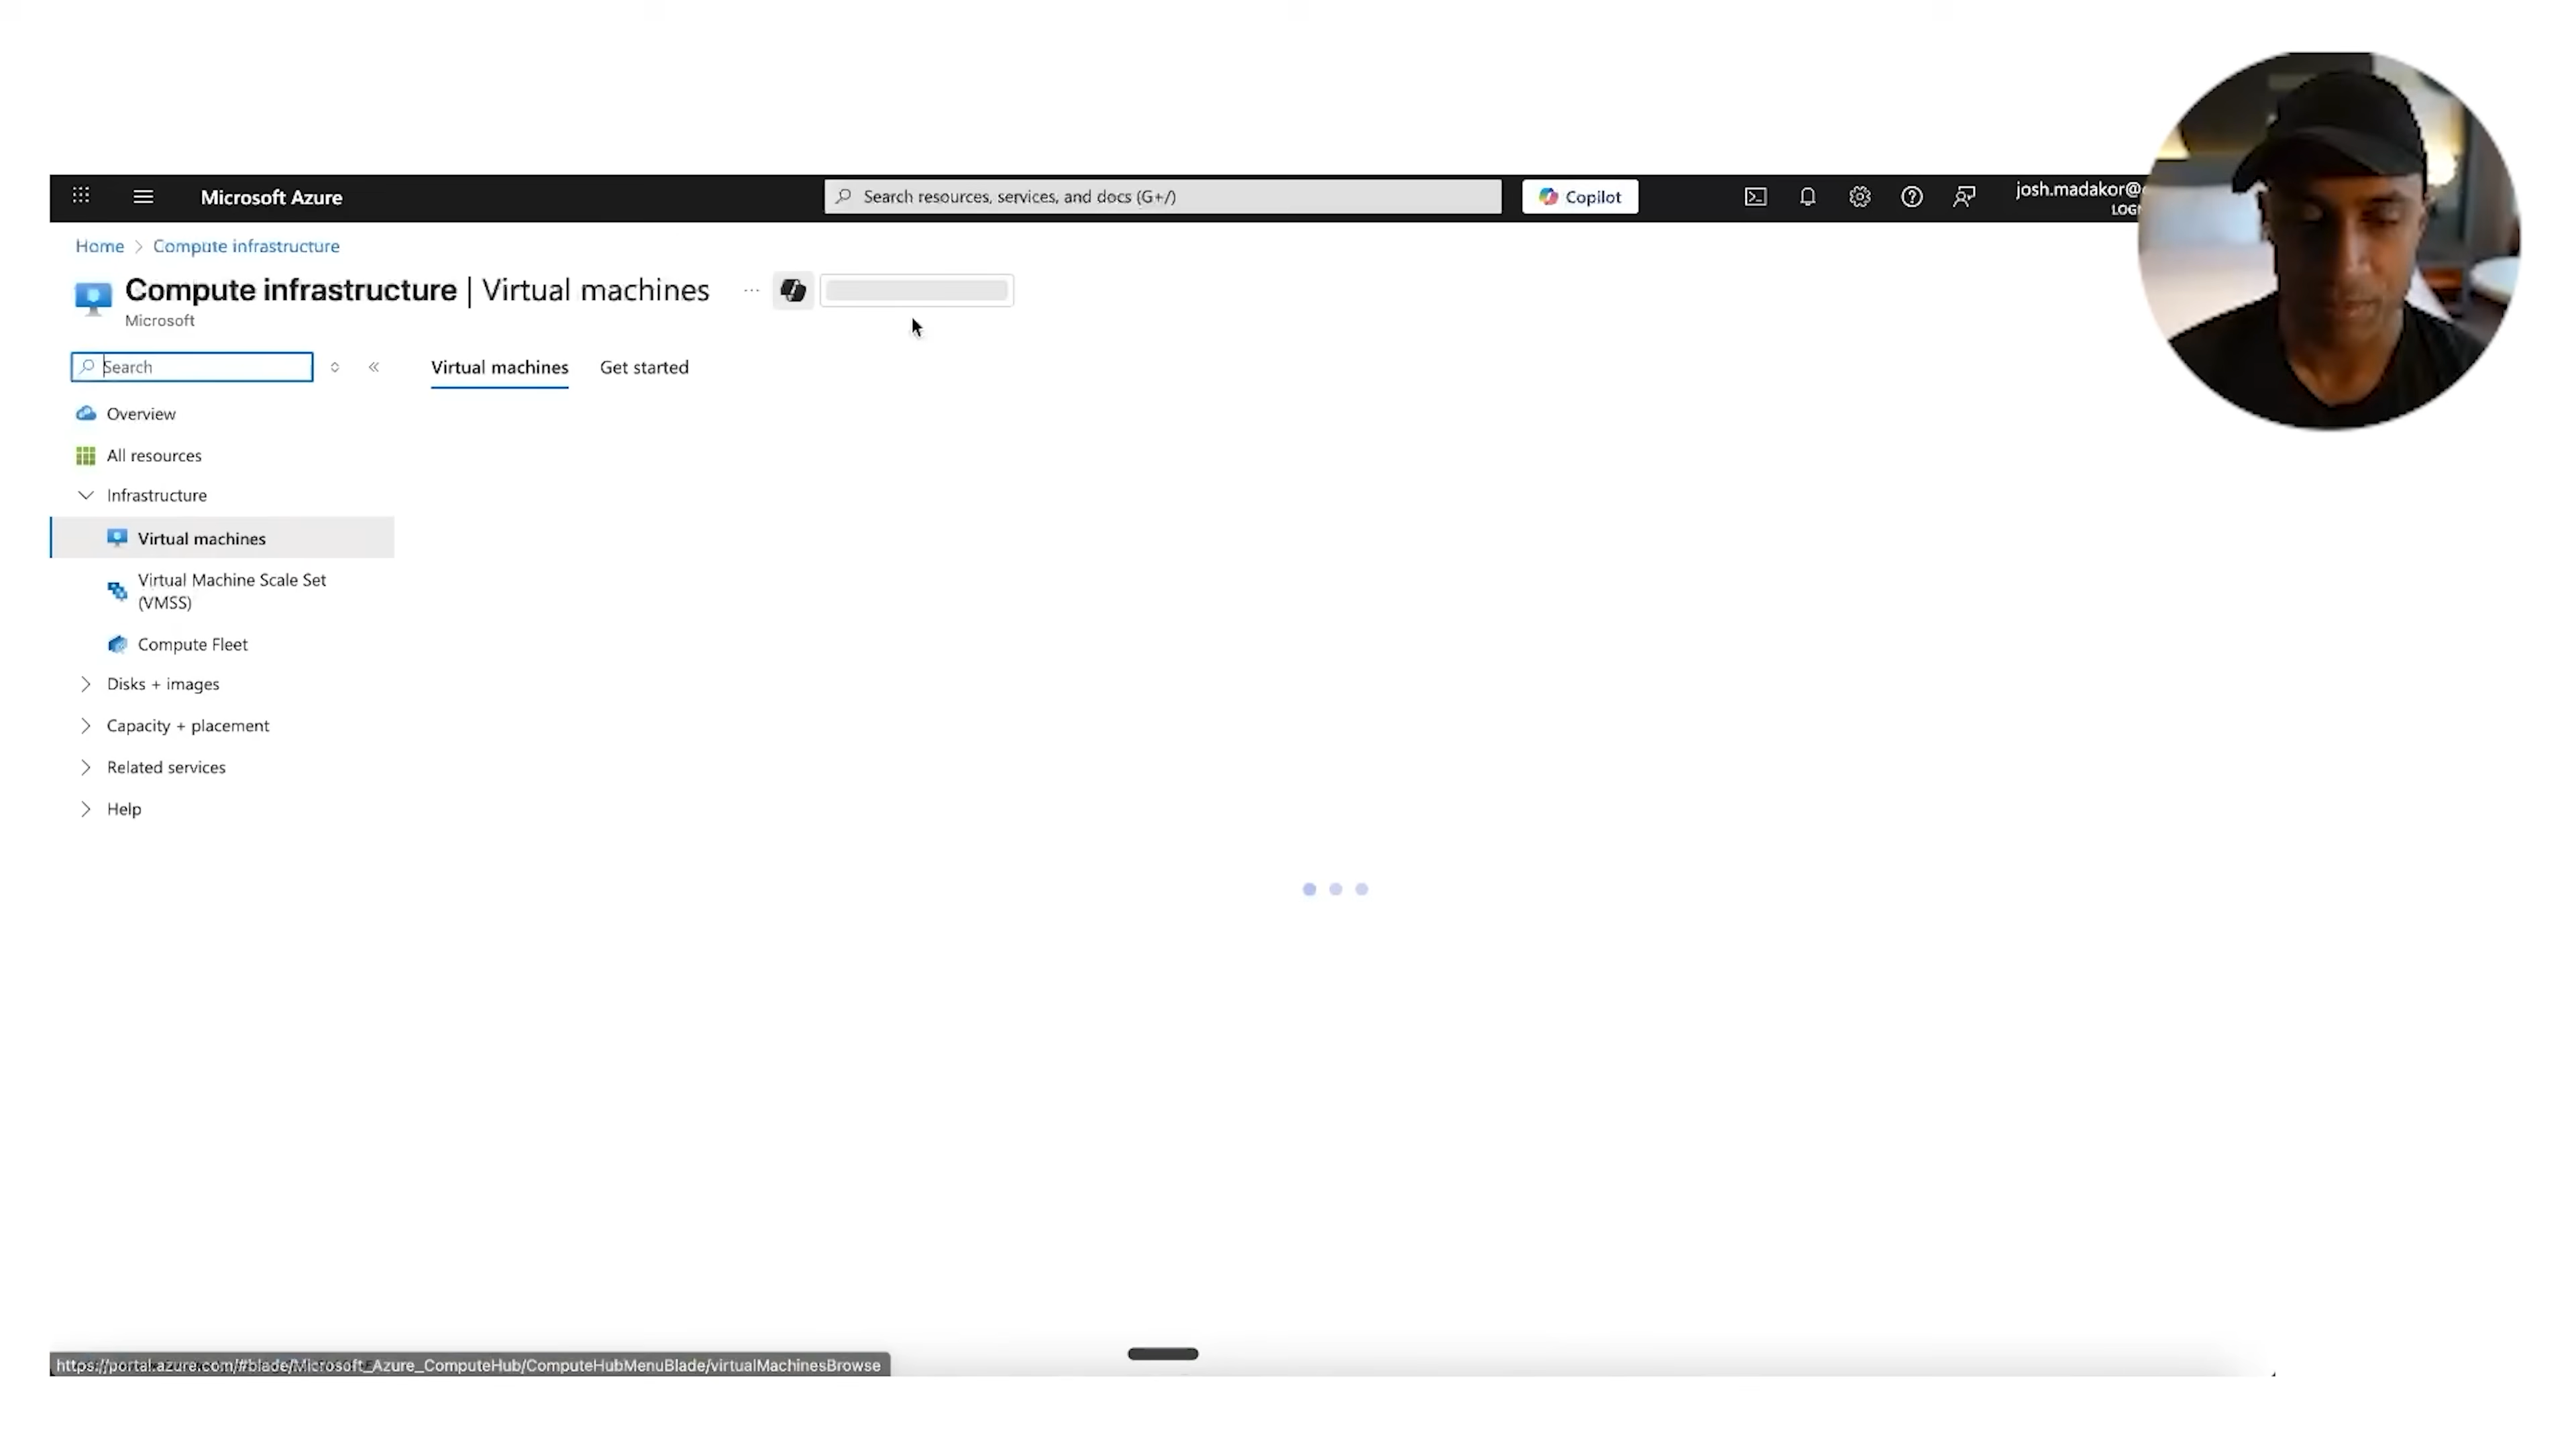 Microsoft Azure
Search resources, services, and docs (G+/)
Copilot
josh.madakor@
Home > Compute infrastructure
Compute infrastructure | Virtual machines
Microsoft
Search
Virtual machines
Get started
Overview
All resources
Infrastructure
Virtual machines
Virtual Machine Scale Set
(VMSS)
Compute Fleet
Disks + images
Capacity + placement
Related services
Help
https://portal.azure.com/#blade/Microsoft_Azure_ComputeHub/ComputeHubMenuBlade/virtualMachinesBrowse